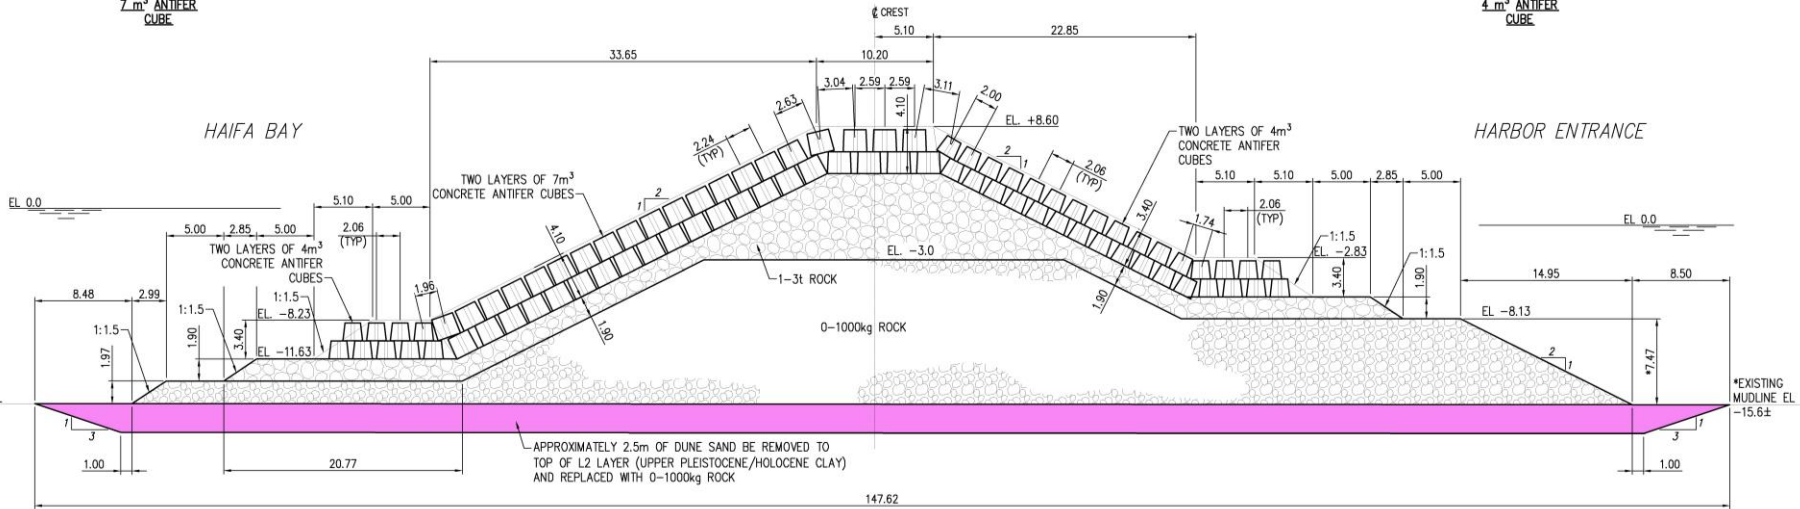 7 m³ ANTIFER
CUBE
4 m³ ANTIFER
CUBE
℄ CREST
5.10
22.85
33.65
10.20
3.04
2.59
2.59
3.11
2.00
2.63
4.10
EL. +8.60
HAIFA BAY
HARBOR ENTRANCE
2.24
(TYP)
TWO LAYERS OF 4m³
CONCRETE ANTIFER
CUBES
2
1
2.06
(TYP)
TWO LAYERS OF 7m³
CONCRETE ANTIFER CUBES
2
1
5.10
5.10
5.00
2.85
5.00
EL 0.0
EL 0.0
5.10
5.00
5.00
2.85
5.00
2.06
(TYP)
2.06
(TYP)
1.74
3.40
4.10
TWO LAYERS OF 4m³
CONCRETE ANTIFER
CUBES
EL. -3.0
1:1.5
EL. -2.83
1:1.5
1-3t ROCK
3.40
1.90
14.95
8.50
8.48
2.99
1:1.5
1:1.5
1.96
EL. -8.23
1.90
1.90
EL -8.13
0-1000kg ROCK
1:1.5
1.97
1.90
3.40
EL -11.63
2
1
*7.47
*EXISTING
MUDLINE EL
-15.6±
1
3
1
3
APPROXIMATELY 2.5m OF DUNE SAND BE REMOVED TO
TOP OF L2 LAYER (UPPER PLEISTOCENE/HOLOCENE CLAY)
AND REPLACED WITH 0-1000kg ROCK
1.00
20.77
1.00
147.62